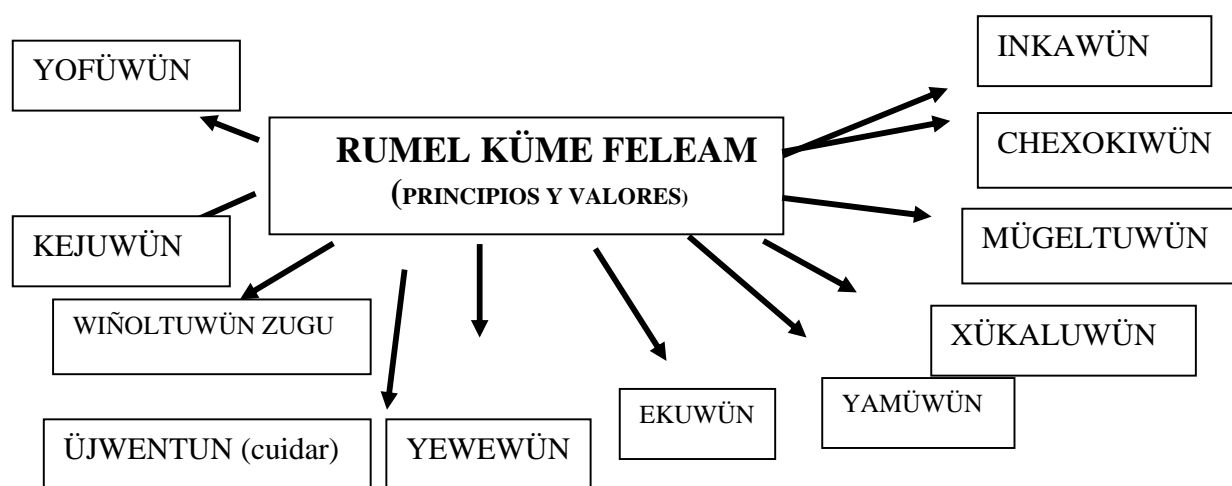 YOFÜWÜN
INKAWÜN
RUMEL KÜME FELEAM
(PRINCIPIOS Y VALORES)
CHEXOKIWÜN
KEJUWÜN
MÜGELTUWÜN
WIÑOLTUWÜN ZUGU
XÜKALUWÜN
ÜJWENTUN (cuidar)
YEWEWÜN
EKUWÜN
YAMÜWÜN